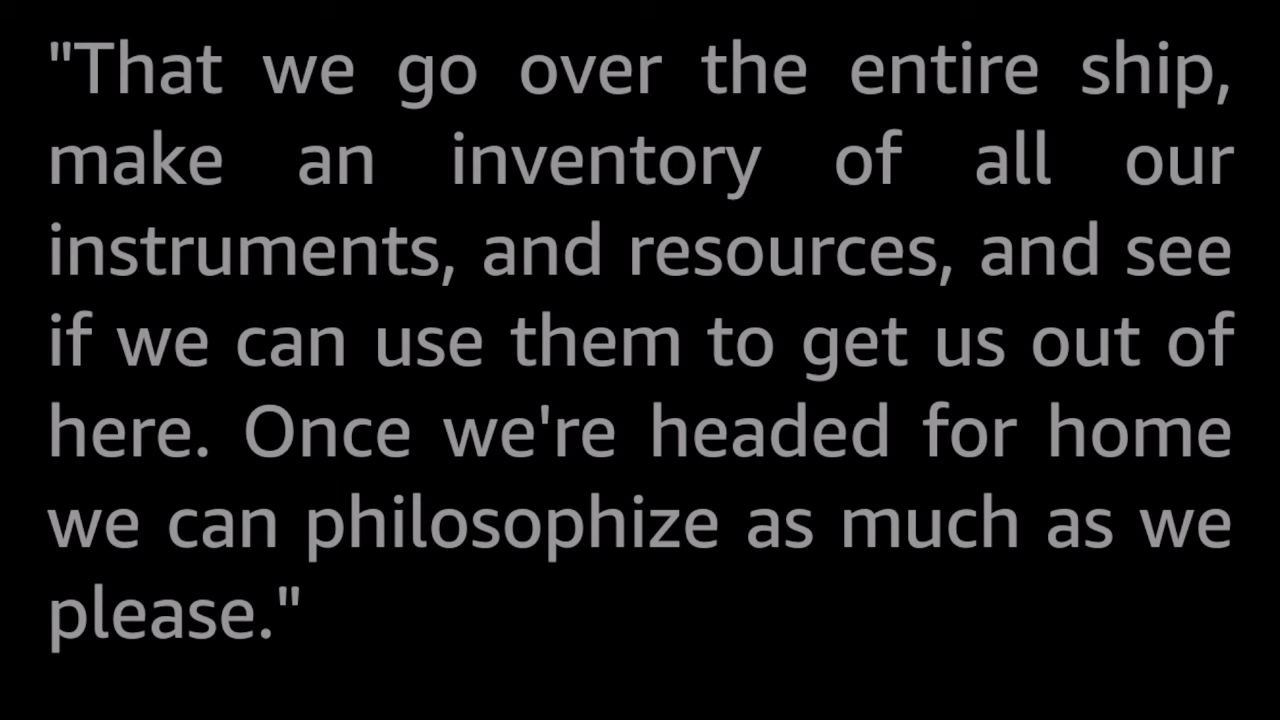 "That we go over the entire ship,
make an inventory of all our
instruments, and resources, and see
if we can use them to get us out of
here. Once we're headed for home
we can philosophize as much as we
please."